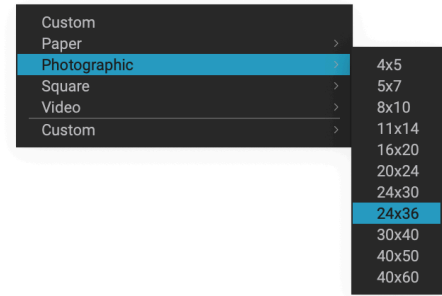 Custom
Paper
Photographic
Square
Video
Custom
4x5
5x7
8x10
11x14
16x20
20x24
24x30
24x36
30x40
40x50
40x60